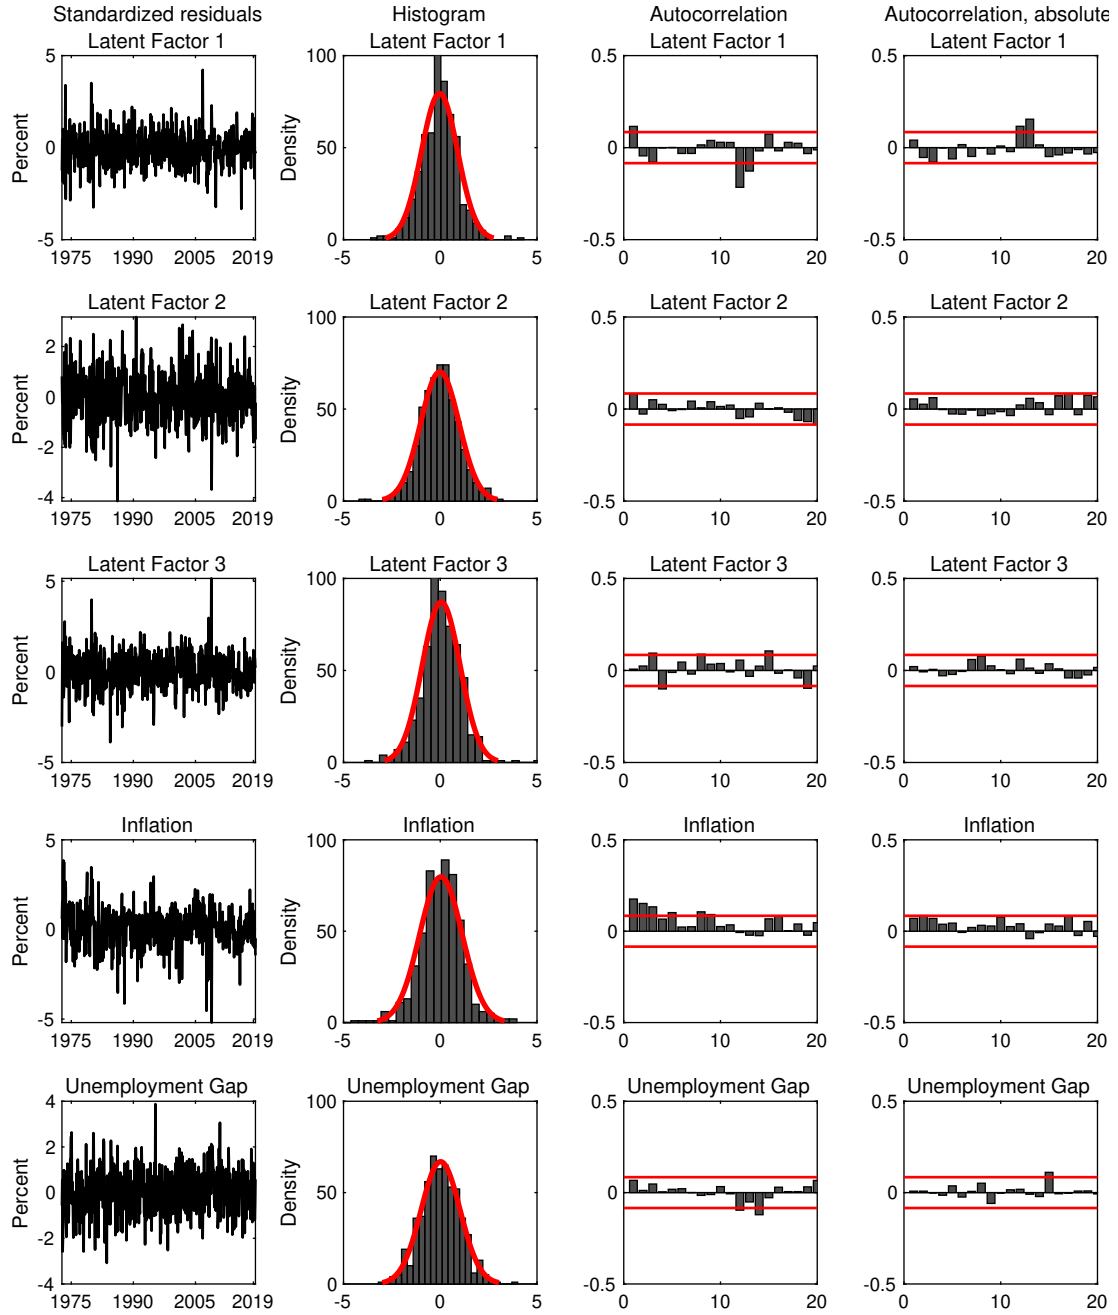 Standardized residuals
Histogram
Autocorrelation
Autocorrelation, absolute
Latent Factor 1
Latent Factor 1
Latent Factor 1
Latent Factor 1
Percent
5
0
-5
1975 1990 2005 2019
Density
100
50
0
-5 0 5
0.5
0
-0.5
0 10 20
0.5
0
-0.5
0 10 20
Latent Factor 2
Latent Factor 2
Latent Factor 2
Latent Factor 2
Percent
2
0
-2
-4
1975 1990 2005 2019
Density
100
50
0
-5 0 5
0.5
0
-0.5
0 10 20
0.5
0
-0.5
0 10 20
Latent Factor 3
Latent Factor 3
Latent Factor 3
Latent Factor 3
Percent
5
0
-5
1975 1990 2005 2019
Density
100
50
0
-5 0 5
0.5
0
-0.5
0 10 20
0.5
0
-0.5
0 10 20
Inflation
Inflation
Inflation
Inflation
Percent
5
0
-5
1975 1990 2005 2019
Density
100
50
0
-5 0 5
0.5
0
-0.5
0 10 20
0.5
0
-0.5
0 10 20
Unemployment Gap
Unemployment Gap
Unemployment Gap
Unemployment Gap
Percent
4
2
0
-2
-4
1975 1990 2005 2019
Density
100
50
0
-5 0 5
0.5
0
-0.5
0 10 20
0.5
0
-0.5
0 10 20